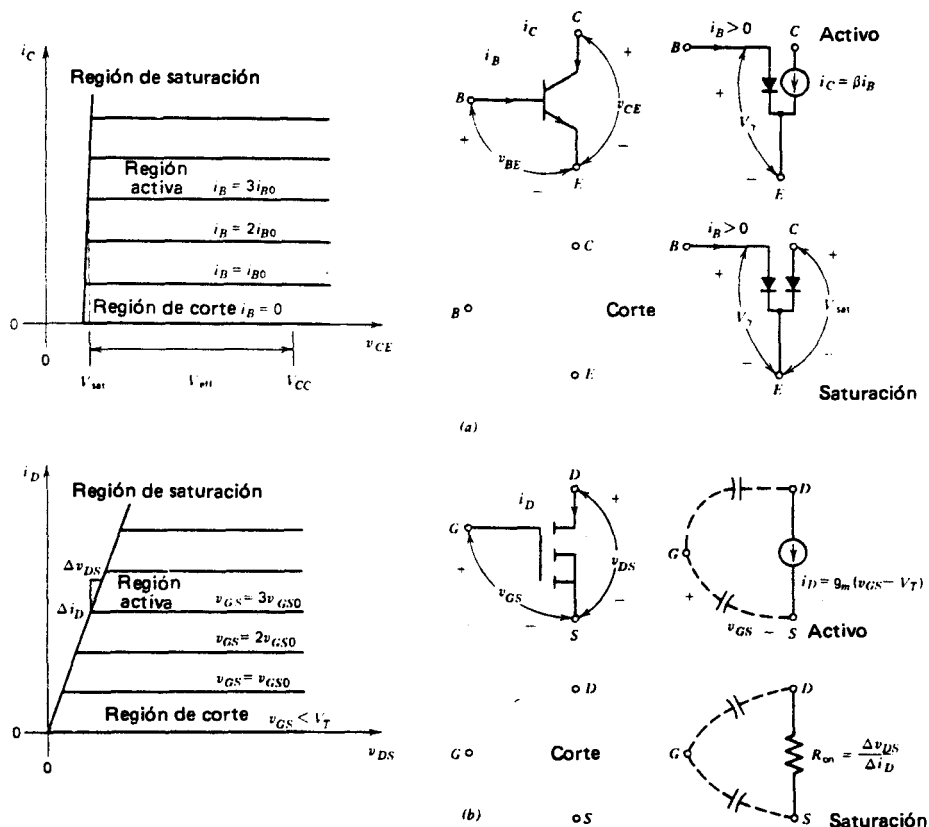 i_C
Región de saturación
Región
activa
i_B = 3i_B0
i_B = 2i_B0
i_B = i_B0
Región de corte i_B = 0
0
v_CE
0
V_sat
V_eff
V_CC
C
i_C
i_B
B
+
v_CE
+
v_BE
−
−
E
i_B > 0
C
Activo
B
i_C = βi_B
+
V_γ
−
E
C
B
Corte
E
i_B > 0
C
B
+
+
V_γ
V_sat
−
−
E
Saturación
(a)
i_D
Región de saturación
Δv_DS
Región
activa
v_GS = 3v_GS0
Δi_D
v_GS = 2v_GS0
v_GS = v_GS0
Región de corte v_GS < V_T
0
v_DS
0
D
i_D
+
G
v_DS
+
v_GS
−
−
S
D
G
i_D = g_m(v_GS − V_T)
+
v_GS − S Activo
D
G
Corte
S
D
G
R_on = Δv_DS / Δi_D
S
Saturación
(b)